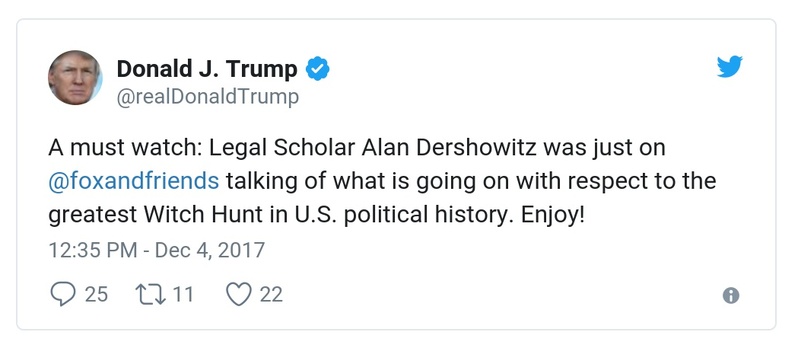 Donald J. Trump
@realDonaldTrump
A must watch: Legal Scholar Alan Dershowitz was just on
@foxandfriends talking of what is going on with respect to the
greatest Witch Hunt in U.S. political history. Enjoy!
12:35 PM - Dec 4, 2017
25 11 22